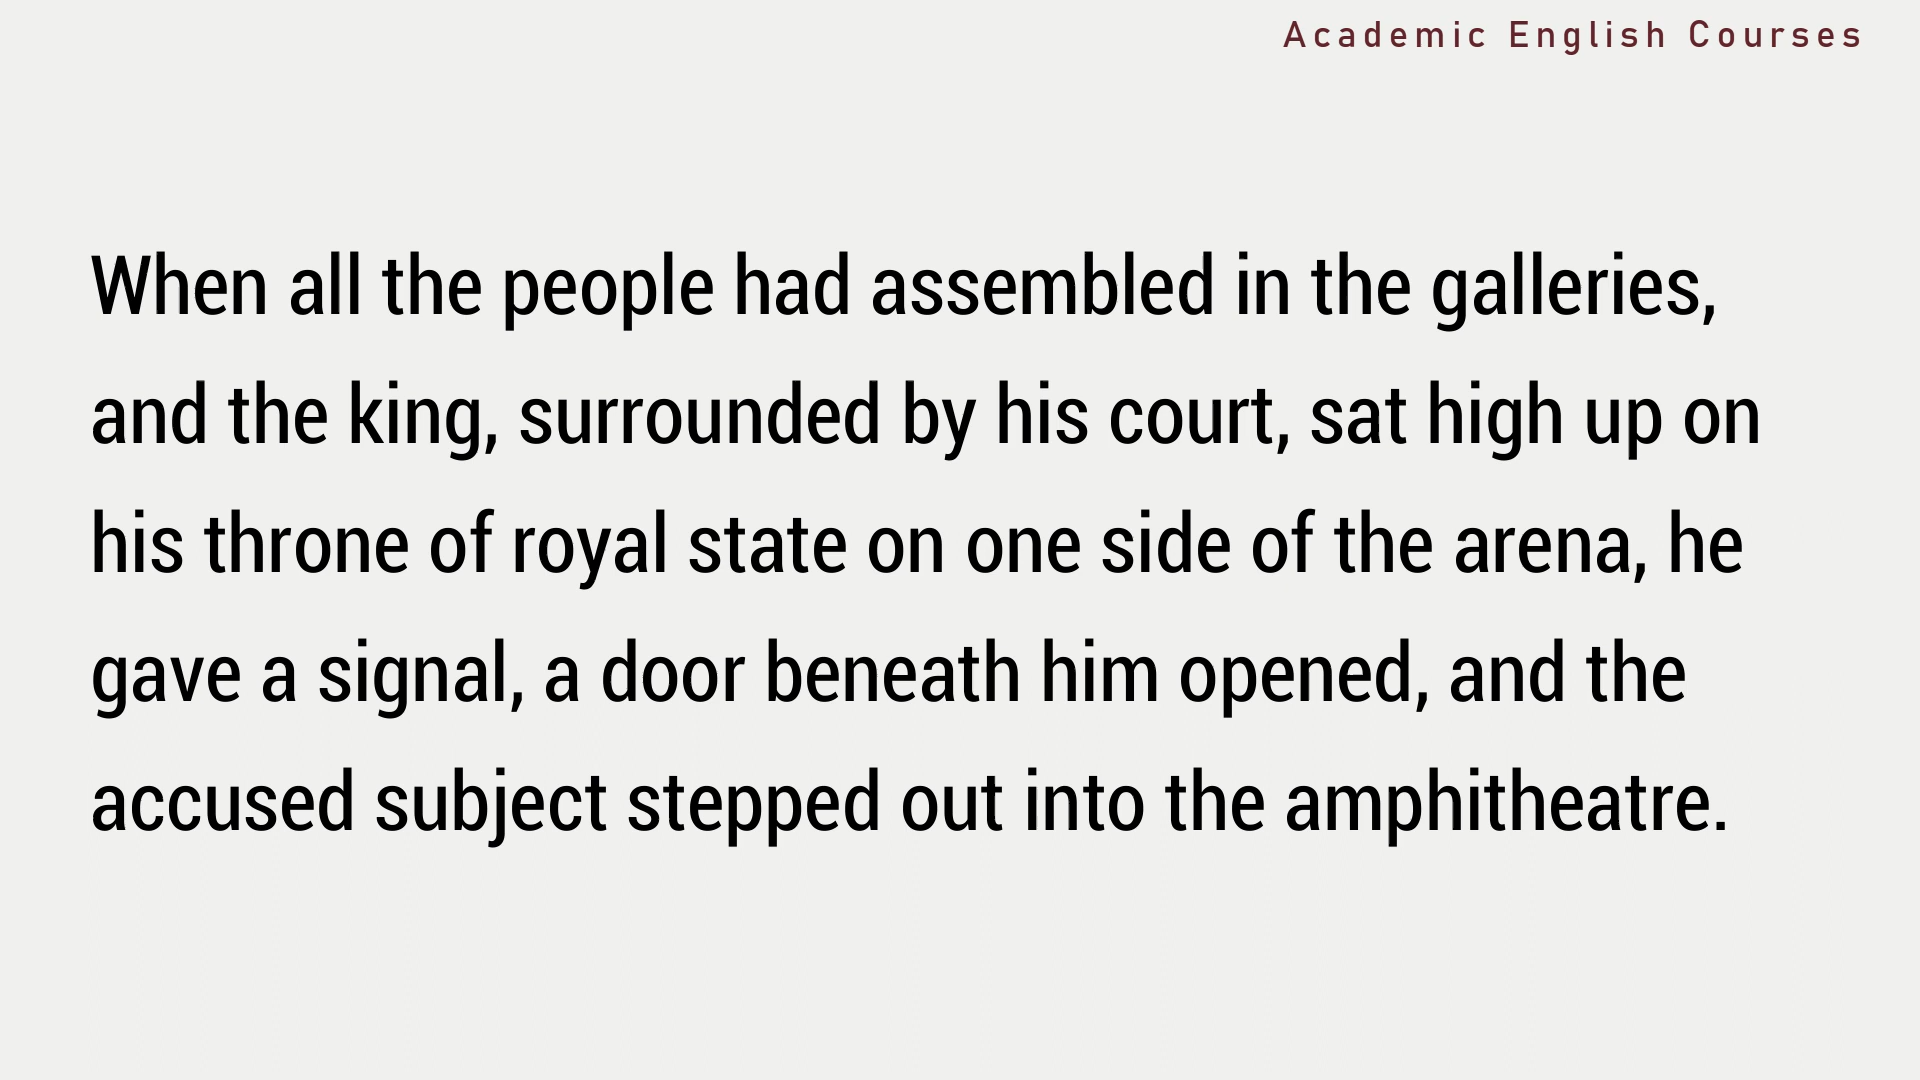 Academic English Courses
When all the people had assembled in the galleries,
and the king, surrounded by his court, sat high up on
his throne of royal state on one side of the arena, he
gave a signal, a door beneath him opened, and the
accused subject stepped out into the amphitheatre.